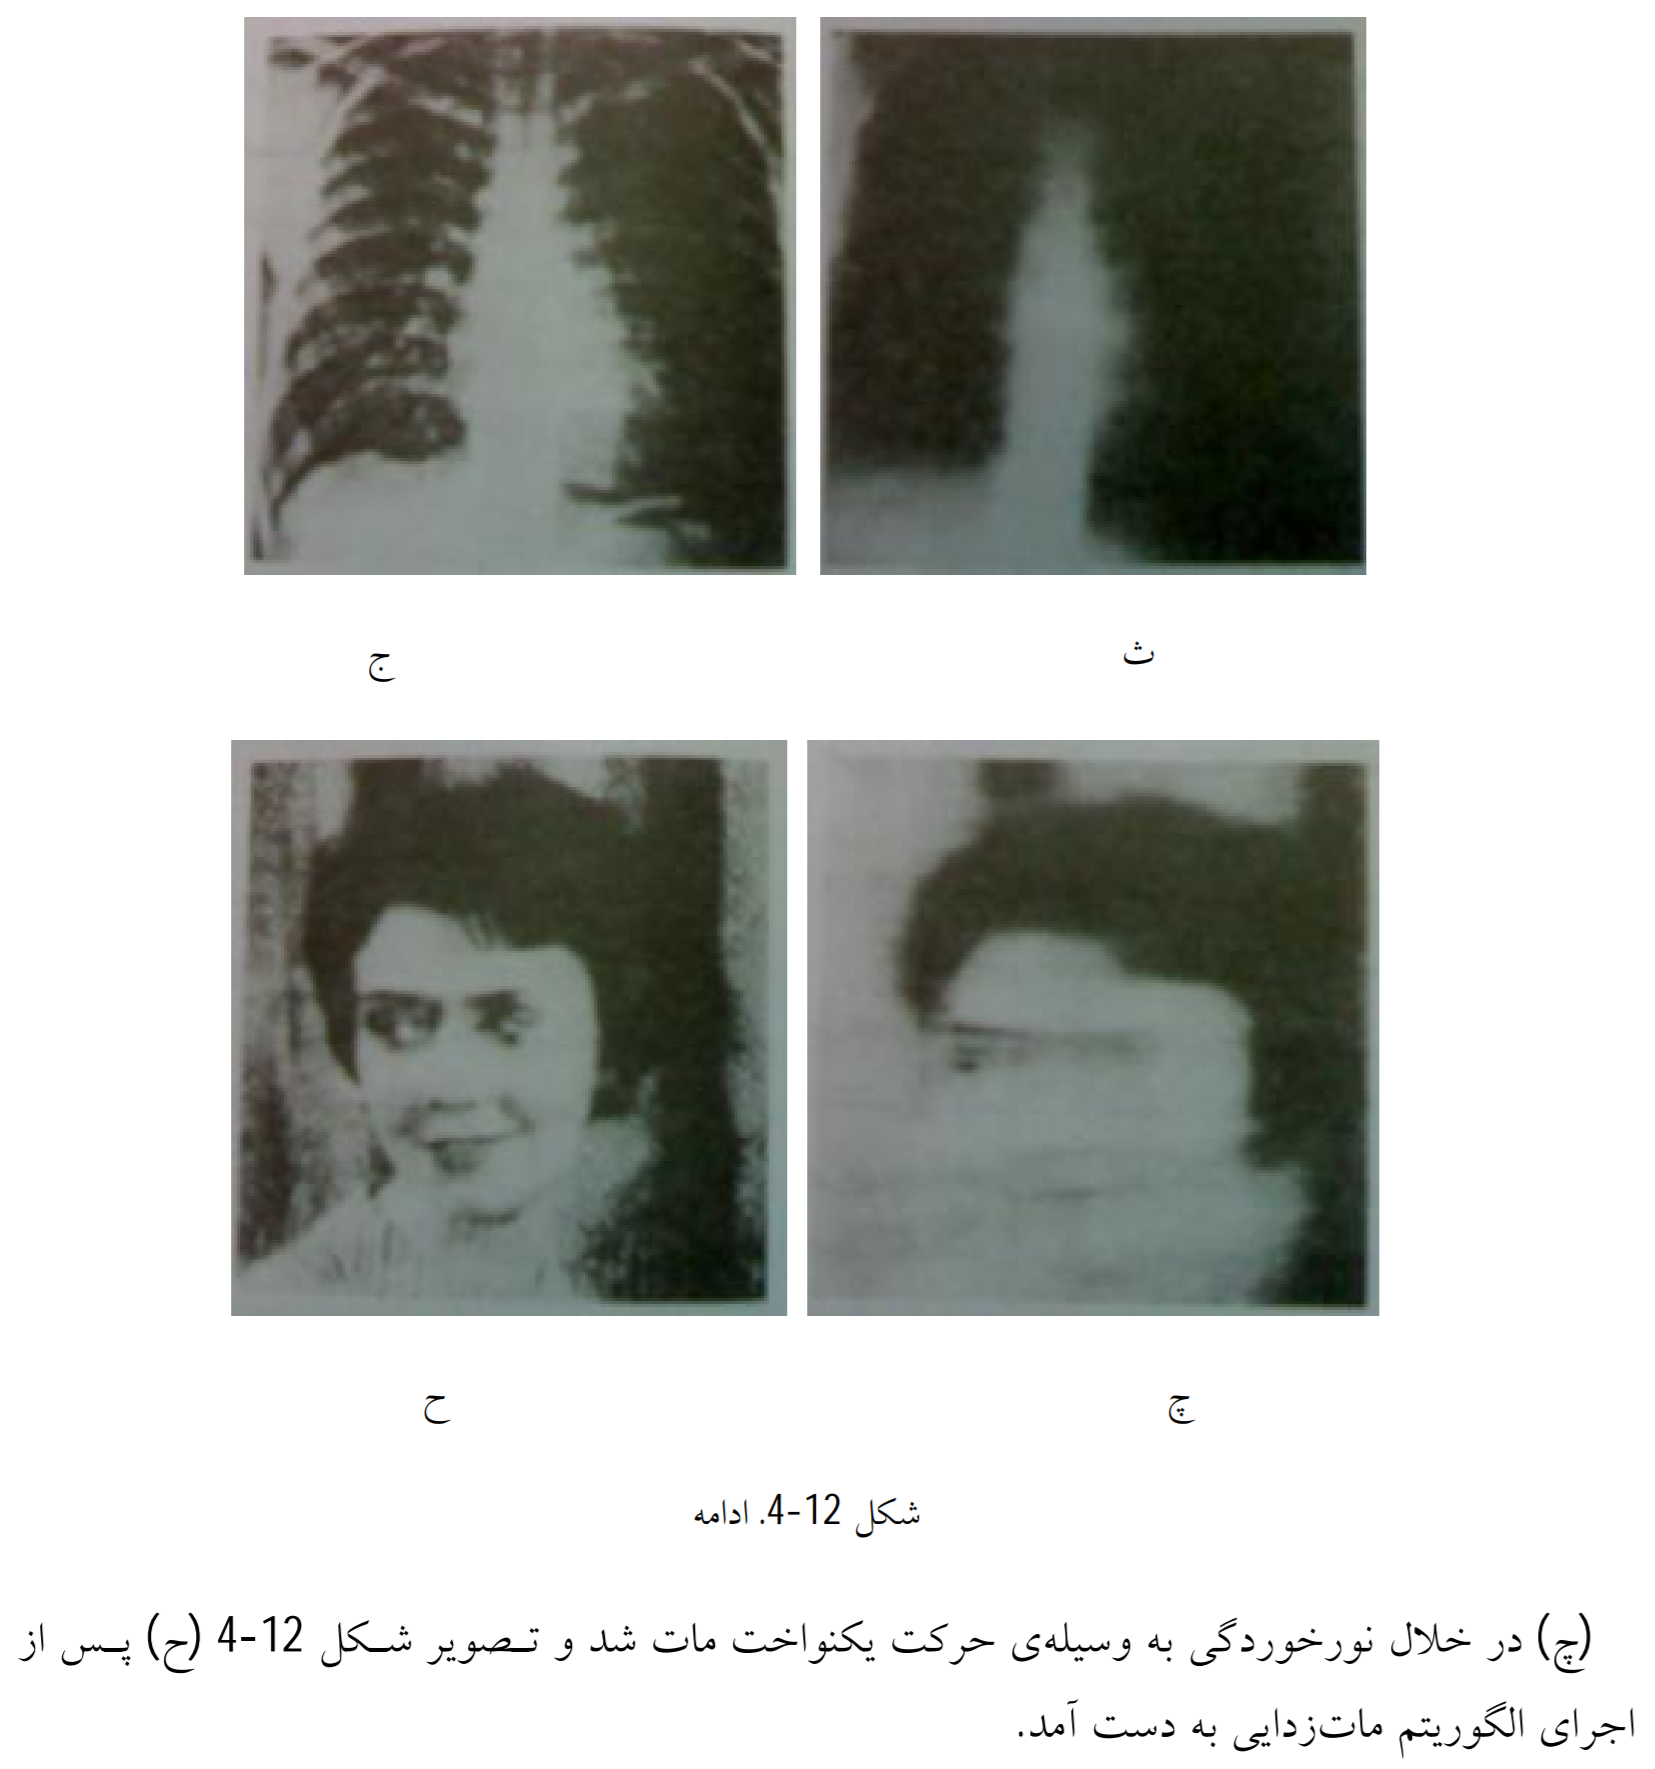 ث
ج
چ
ح
شکل 12-4. ادامه
(چ) در خلال نورخوردگی به وسیله‌ی حرکت یکنواخت مات شد و تصویر شکل 12-4 (ح) پس از
اجرای الگوریتم مات‌زدایی به دست آمد.